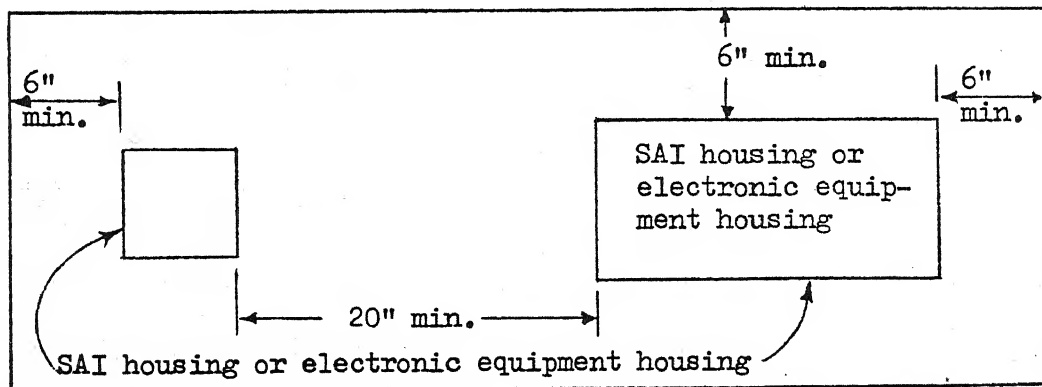 6" min.
6"
min.
6"
min.
SAI housing or
electronic equip-
ment housing
20" min.
SAI housing or electronic equipment housing